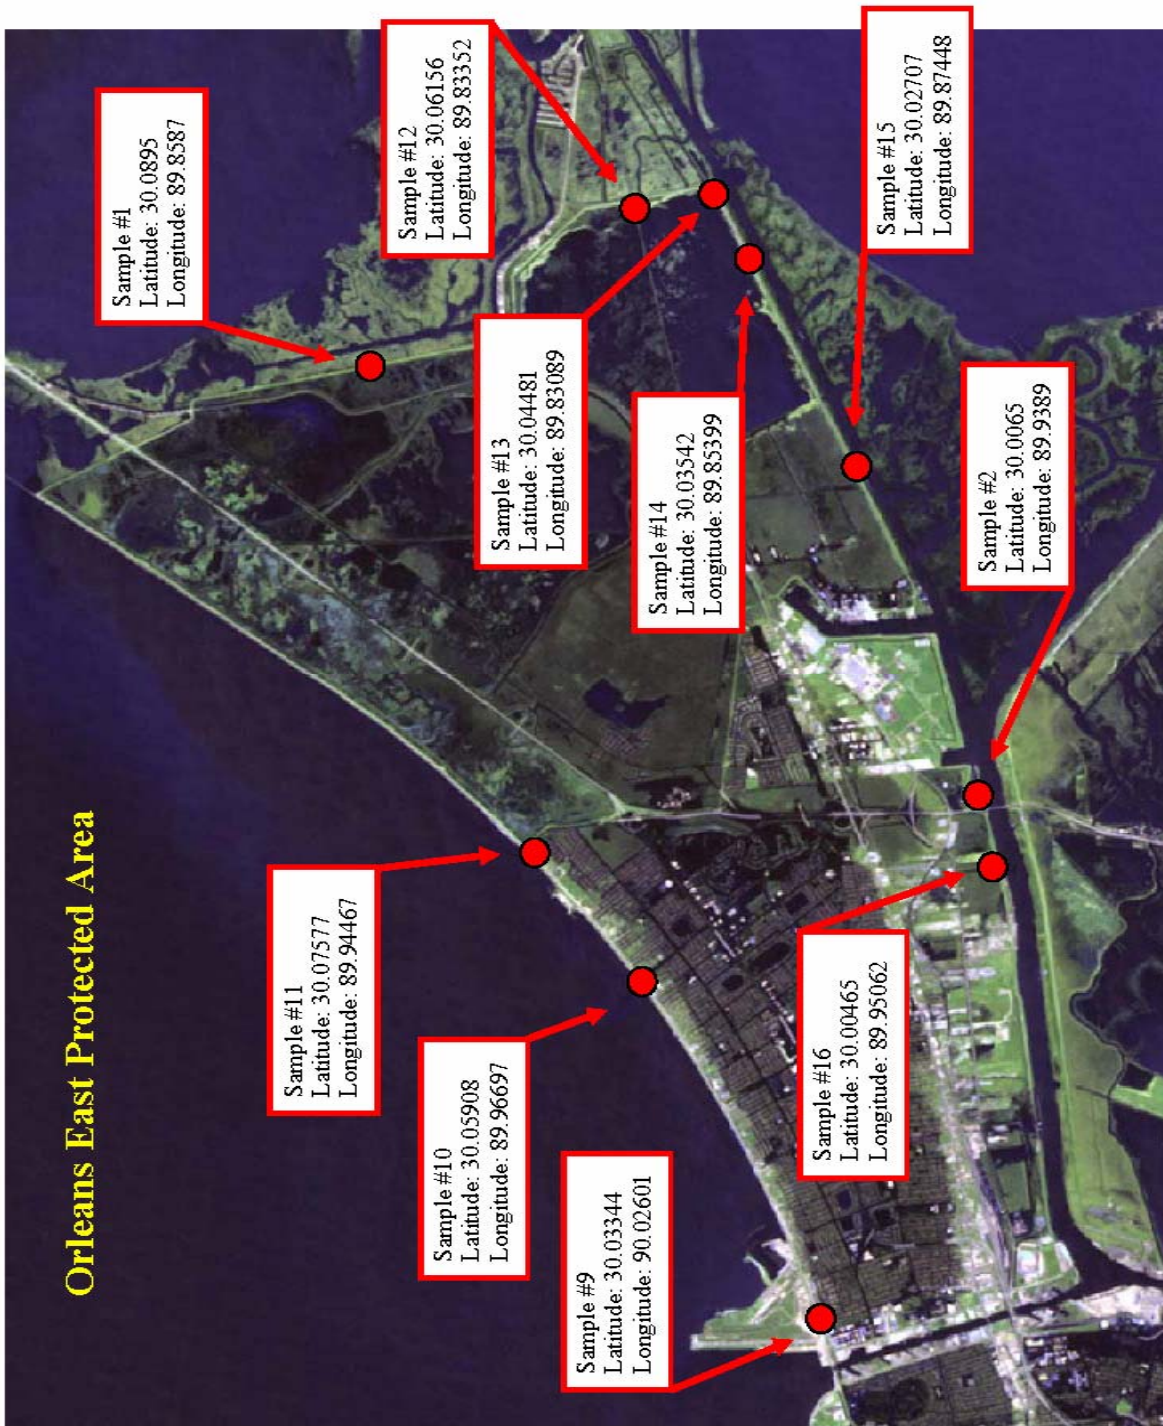 Orleans East Protected Area
Sample #11
Latitude: 30.07577
Longitude: 89.94467
Sample #1
Latitude: 30.0895
Longitude: 89.8587
Sample #10
Latitude: 30.05908
Longitude: 89.96697
Sample #12
Latitude: 30.06156
Longitude: 89.83352
Sample #13
Latitude: 30.04481
Longitude: 89.83089
Sample #9
Latitude: 30.03344
Longitude: 90.02601
Sample #14
Latitude: 30.03542
Longitude: 89.85399
Sample #16
Latitude: 30.00465
Longitude: 89.95062
Sample #15
Latitude: 30.02707
Longitude: 89.87448
Sample #2
Latitude: 30.0065
Longitude: 89.9389